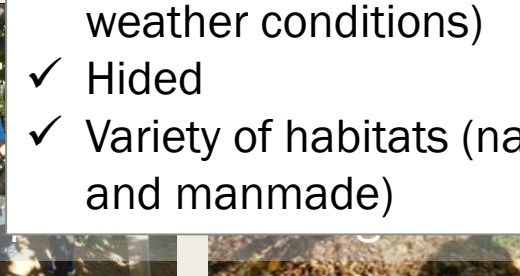 weather conditions)
✓ Hided
✓ Variety of habitats (na
and manmade)